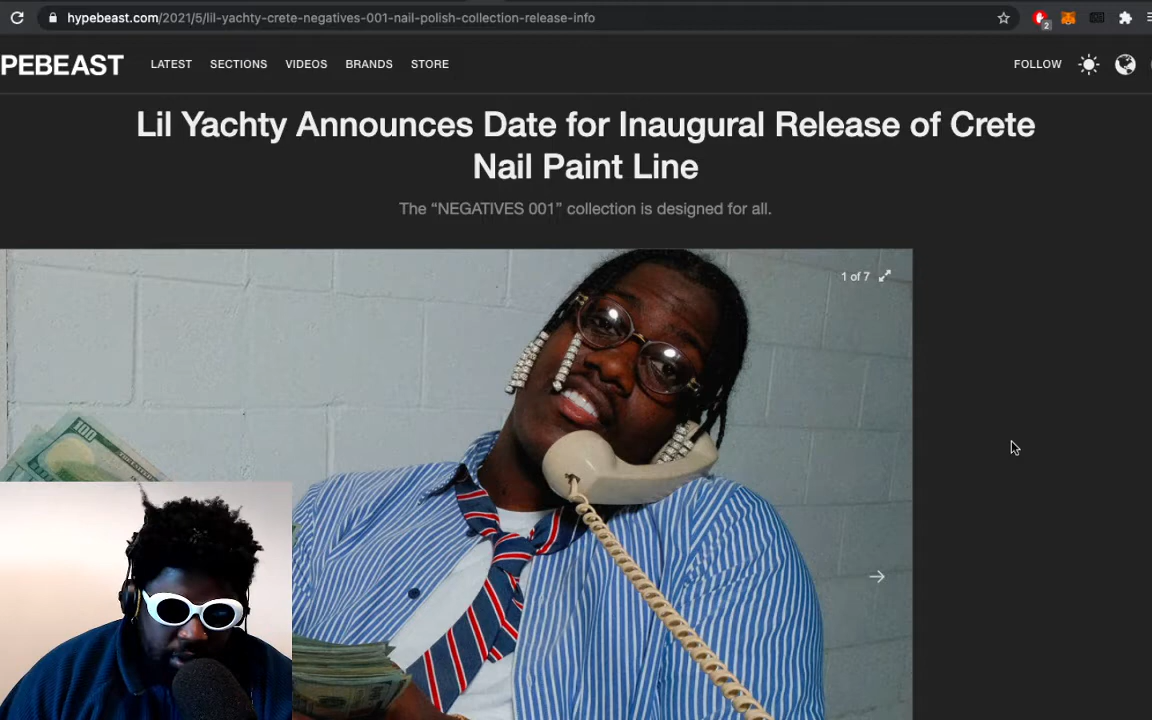 hypebeast.com/2021/5/lil-yachty-crete-negatives-001-nail-polish-collection-release-info
2
PEBEAST LATEST SECTIONS VIDEOS BRANDS STORE FOLLOW
Lil Yachty Announces Date for Inaugural Release of Crete
Nail Paint Line
The “NEGATIVES 001” collection is designed for all.
1 of 7
100